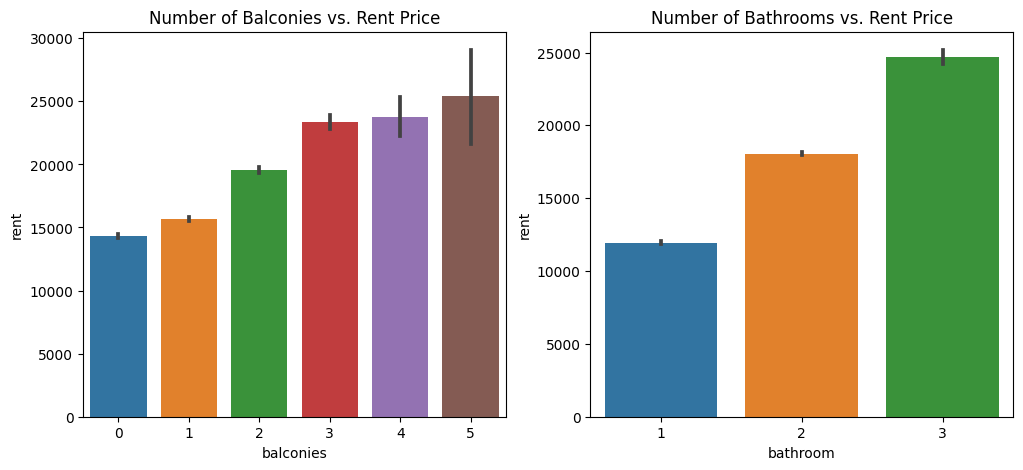 Number of Balconies vs. Rent Price
30000
25000
20000
15000
10000
5000
0
rent
0 1 2 3 4 5
balconies
Number of Bathrooms vs. Rent Price
25000
20000
15000
10000
5000
0
rent
1 2 3
bathroom